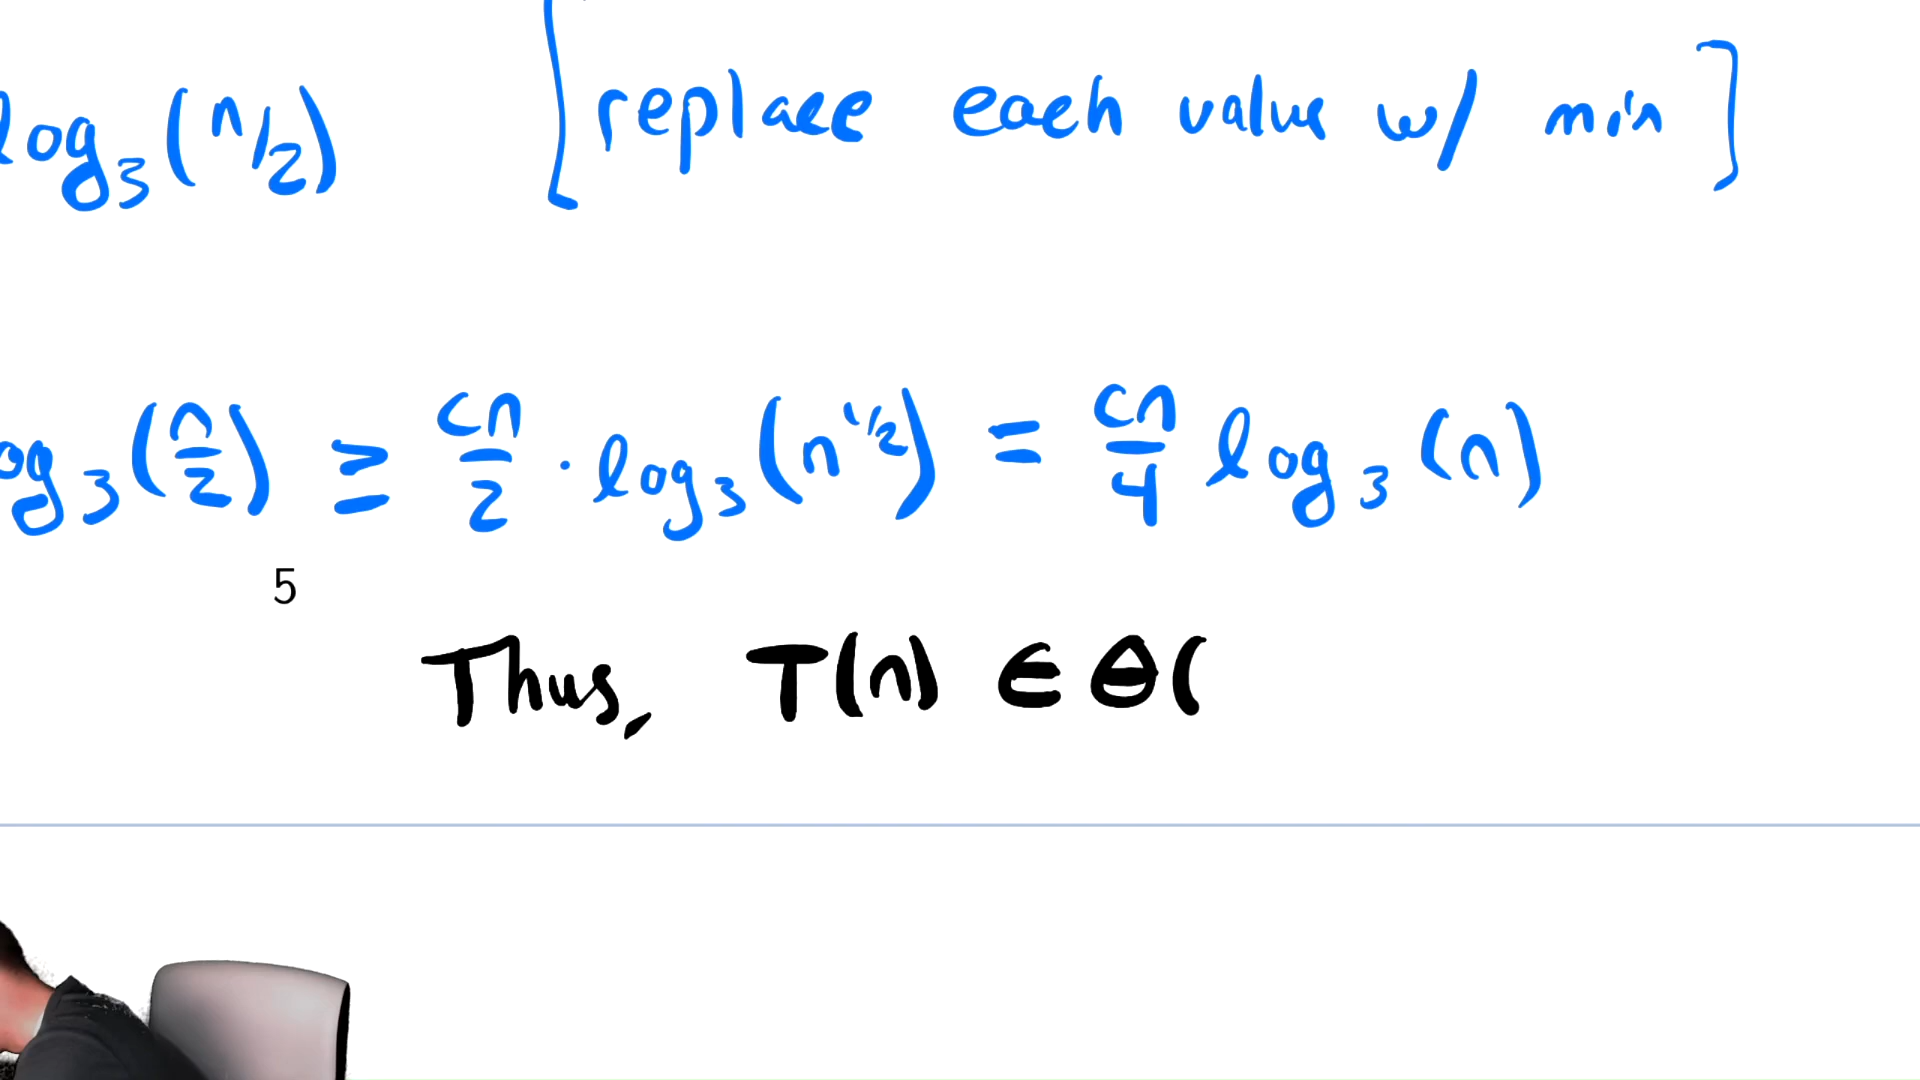 log₃(n/2) [replace each value w/ min]
og₃(n/2) ≥ cn/2 · log₃(n^1/2) = cn/4 log₃(n)
5
Thus, T(n) ∈ Θ(